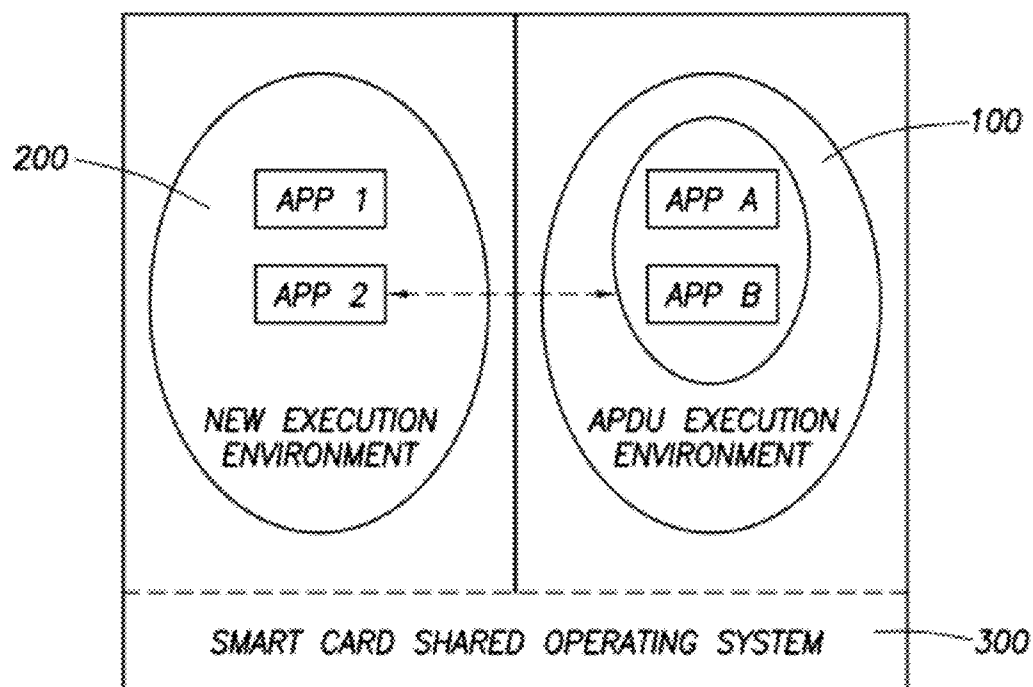 200
100
APP 1
APP A
APP 2
APP B
NEW EXECUTION
ENVIRONMENT
APDU EXECUTION
ENVIRONMENT
SMART CARD SHARED OPERATING SYSTEM
300